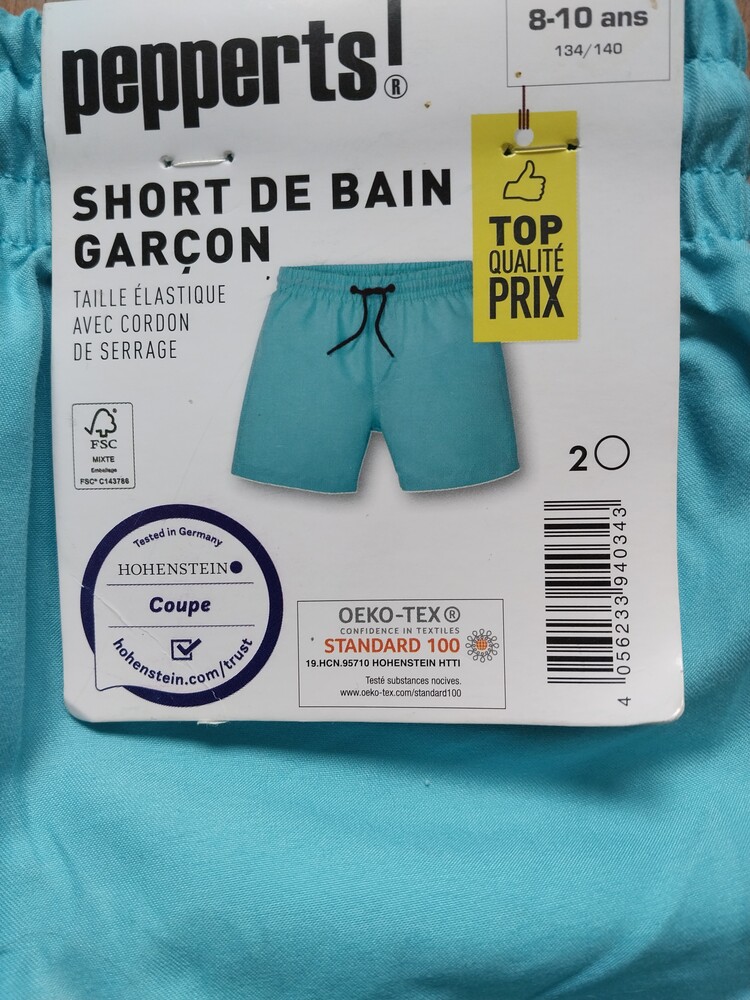 pepperts!®
8-10 ans
134/140
SHORT DE BAIN
GARÇON
TAILLE ÉLASTIQUE
AVEC CORDON
DE SERRAGE
TOP
QUALITÉ
PRIX
FSC
MIXTE
Emballage
FSC® C143786
2
Tested in Germany
HOHENSTEIN
Coupe
hohenstein.com/trust
OEKO-TEX®
CONFIDENCE IN TEXTILES
STANDARD 100
19.HCN.95710 HOHENSTEIN HTTI
Testé substances nocives.
www.oeko-tex.com/standard100
4 056233 940343